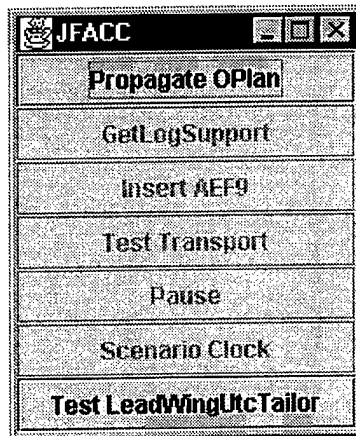 JFACC
Propagate OPlan
GetLogSupport
Insert AEF9
Test Transport
Pause
Scenario Clock
Test LeadWingUtcTailor